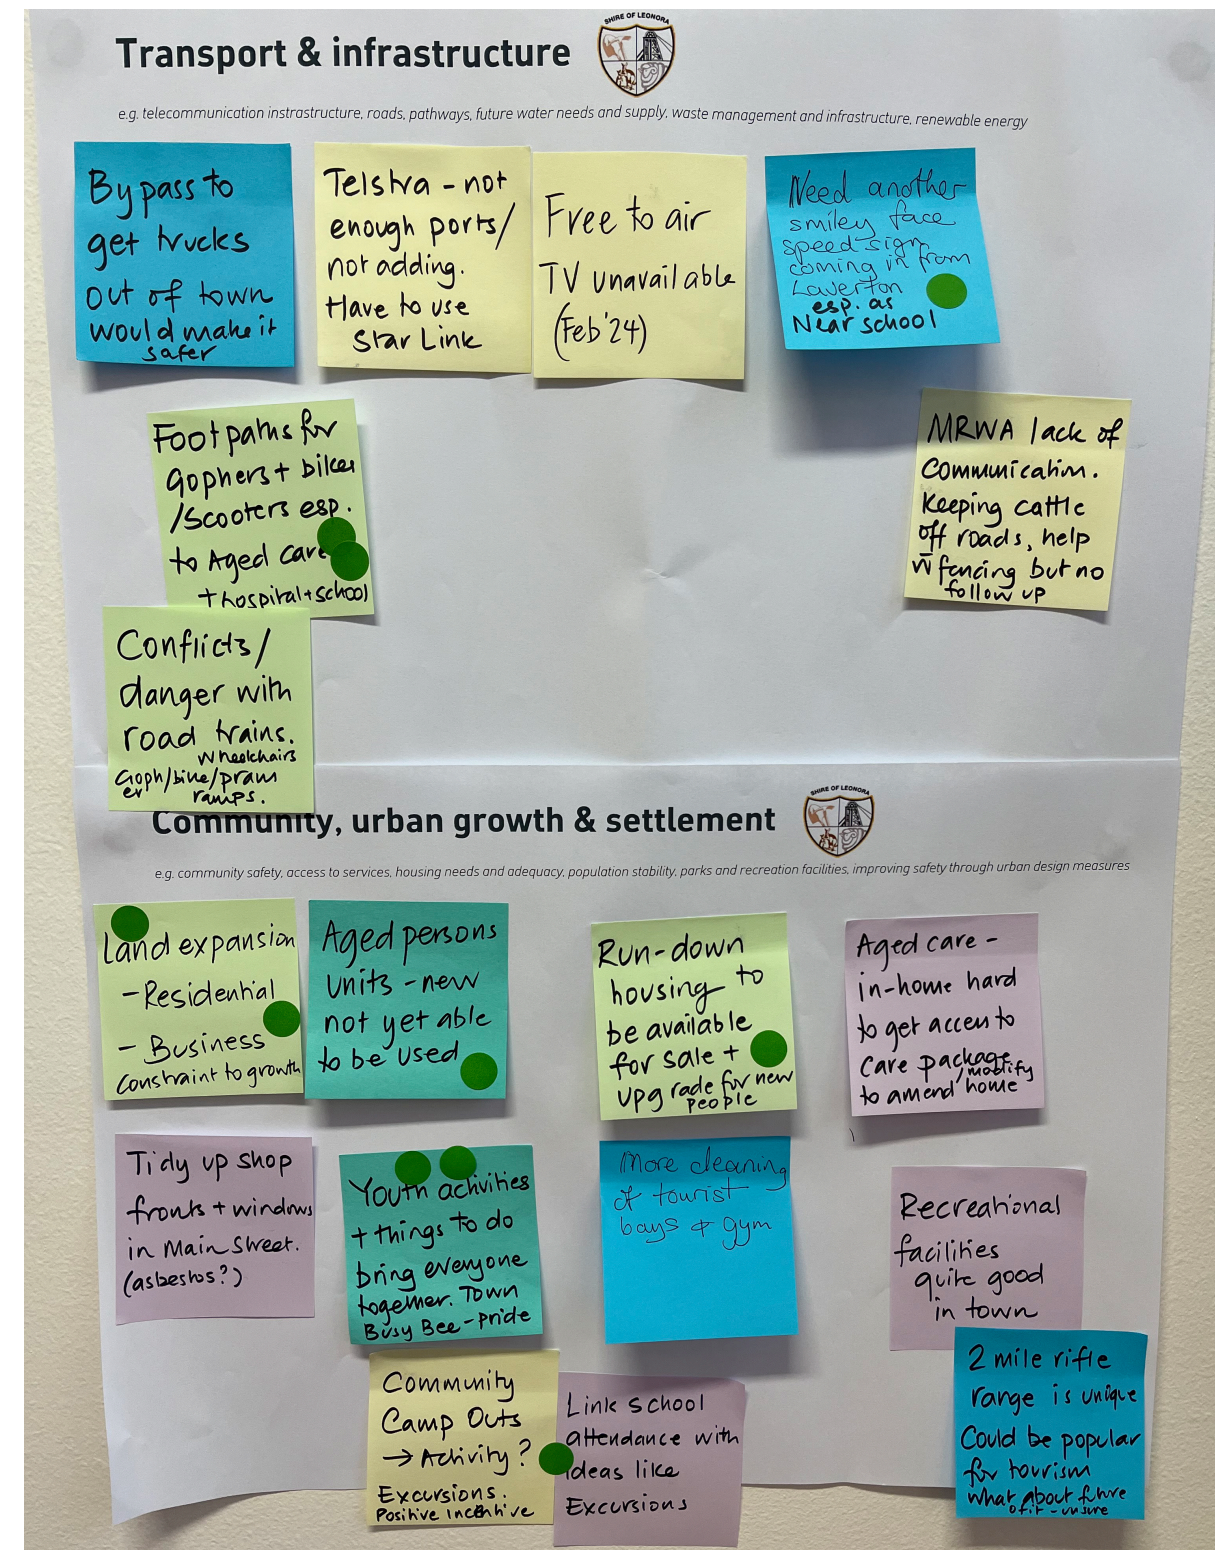 Transport & infrastructure
SHIRE OF LEONORA
e.g. telecommunication instrastructure, roads, pathways, future water needs and supply, waste management and infrastructure, renewable energy
Bypass to
get trucks
out of town
would make it
safer
Telstra - not
enough ports/
not adding.
Have to use
Star Link
Free to air
TV unavailable
(Feb '24)
Need another
smiley face
speed sign
coming in from
Laverton
esp. as
Near school
Footpaths for
Gophers + bikes
/Scooters esp.
to Aged care
+ hospital + school
MRWA lack of
Communication.
Keeping cattle
off roads, help
w fencing but no
follow up
Conflicts/
danger with
road trains.
Wheelchairs
Goph/bike/pram
er ramps.
Community, urban growth & settlement
SHIRE OF LEONORA
e.g. community safety, access to services, housing needs and adequacy, population stability, parks and recreation facilities, improving safety through urban design measures
Land expansion
- Residential
- Business
Constraint to growth
Aged persons
units - new
not yet able
to be used
Run-down
housing to
be available
for sale +
upgrade for new
people
Aged care -
in-home hard
to get access to
care package
/modify
to amend home
Tidy up shop
fronts + windows
in Main Street.
(asbestos?)
Youth activities
+ things to do
bring everyone
together. Town
Busy Bee - pride
More cleaning
of tourist
bays & gym
Recreational
facilities
quite good
in town
Community
Camp Outs
→ Activity?
Excursions.
Positive Incentive
Link school
attendance with
ideas like
Excursions
2 mile rifle
range is unique
Could be popular
for tourism
what about future
of it - unsure